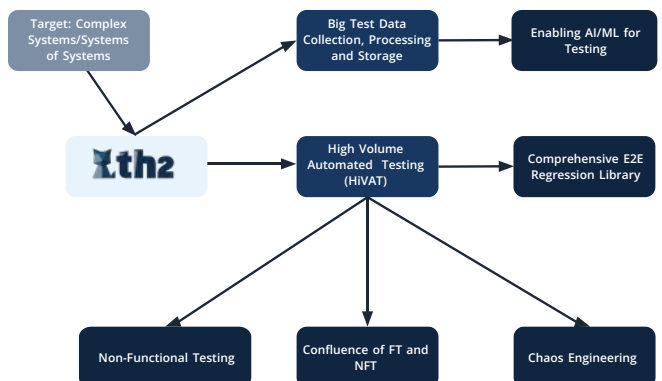 Target: Complex
Systems/Systems
of Systems
Big Test Data
Collection, Processing
and Storage
Enabling AI/ML for
Testing
th2
High Volume
Automated Testing
(HiVAT)
Comprehensive E2E
Regression Library
Non-Functional Testing
Confluence of FT and
NFT
Chaos Engineering